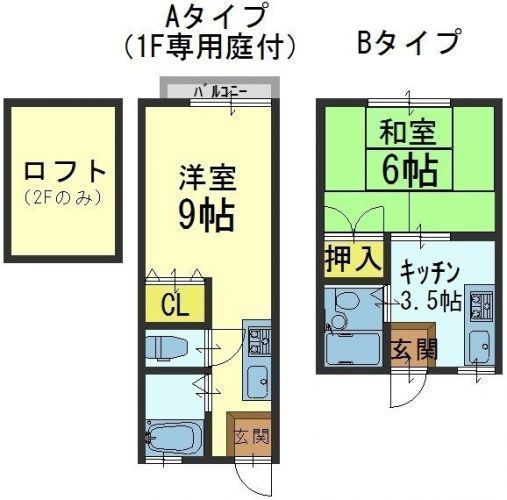 Aタイプ
(1F専用庭付)
Bタイプ
バルコニー
ロフト
(2Fのみ)
洋室
9帖
CL
玄関
和室
6帖
押入
キッチン
3.5帖
玄関